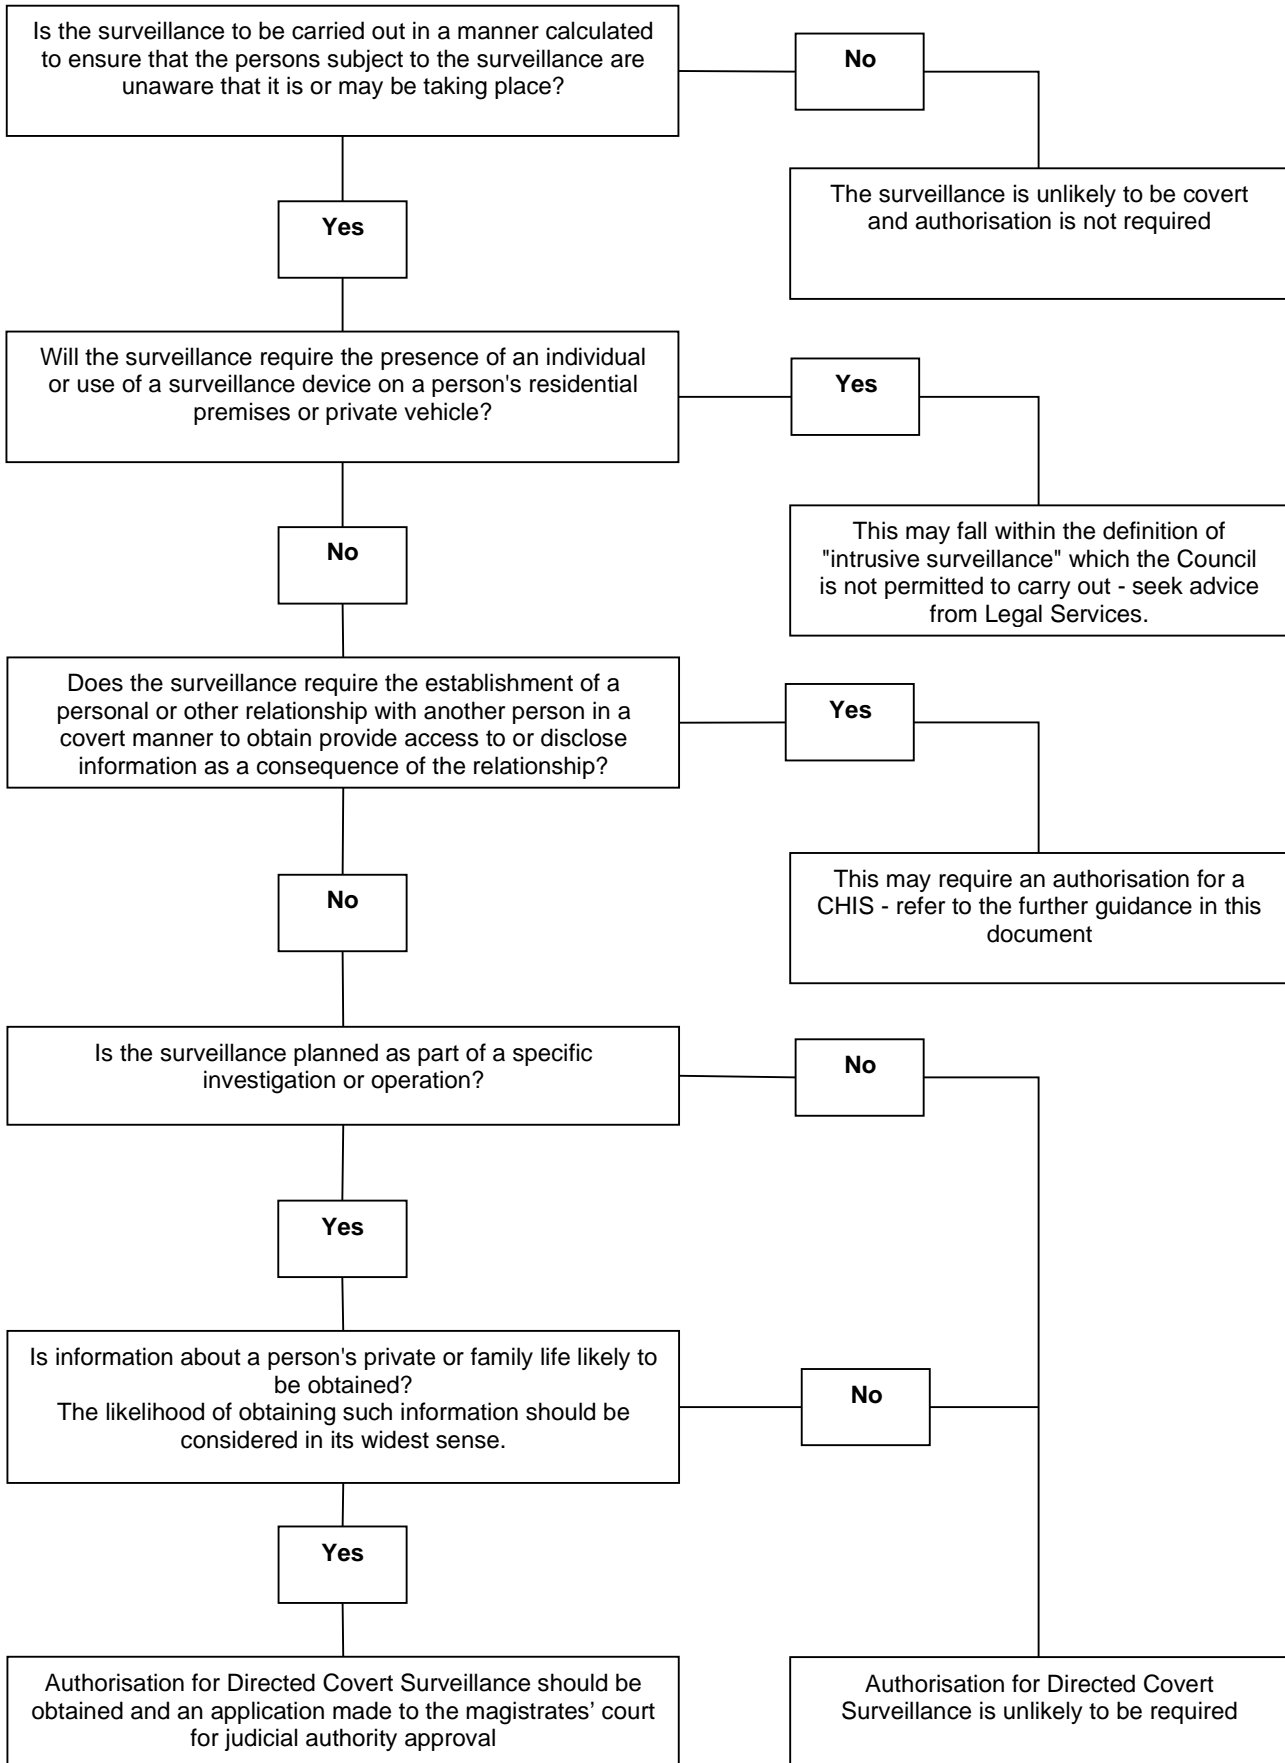 Is the surveillance to be carried out in a manner calculated
to ensure that the persons subject to the surveillance are
unaware that it is or may be taking place?
No
The surveillance is unlikely to be covert
and authorisation is not required
Yes
Will the surveillance require the presence of an individual
or use of a surveillance device on a person's residential
premises or private vehicle?
Yes
This may fall within the definition of
"intrusive surveillance" which the Council
is not permitted to carry out - seek advice
from Legal Services.
No
Does the surveillance require the establishment of a
personal or other relationship with another person in a
covert manner to obtain provide access to or disclose
information as a consequence of the relationship?
Yes
This may require an authorisation for a
CHIS - refer to the further guidance in this
document
No
Is the surveillance planned as part of a specific
investigation or operation?
No
Yes
Is information about a person's private or family life likely to
be obtained?
The likelihood of obtaining such information should be
considered in its widest sense.
No
Yes
Authorisation for Directed Covert Surveillance should be
obtained and an application made to the magistrates’ court
for judicial authority approval
Authorisation for Directed Covert
Surveillance is unlikely to be required